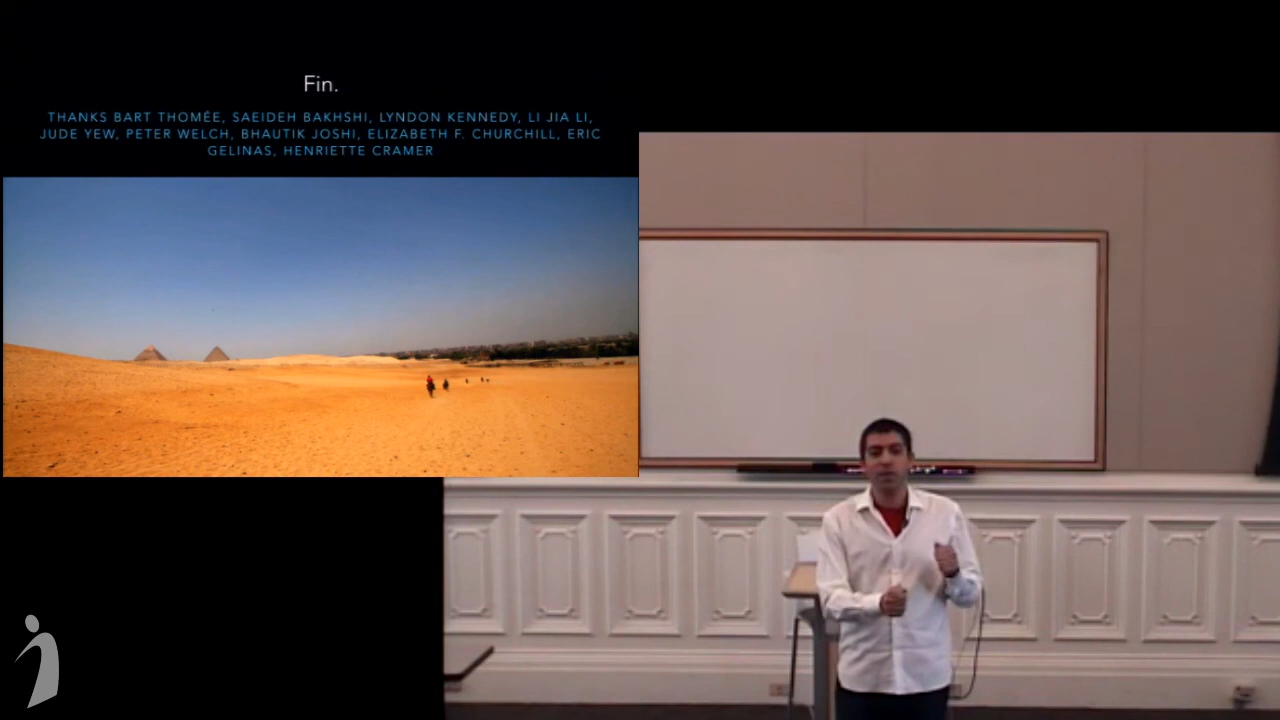 Fin.
THANKS BART THOMÉE, SAEIDEH BAKHSHI, LYNDON KENNEDY, LI JIA LI,
JUDE YEW, PETER WELCH, BHAUTIK JOSHI, ELIZABETH F. CHURCHILL, ERIC
GELINAS, HENRIETTE CRAMER